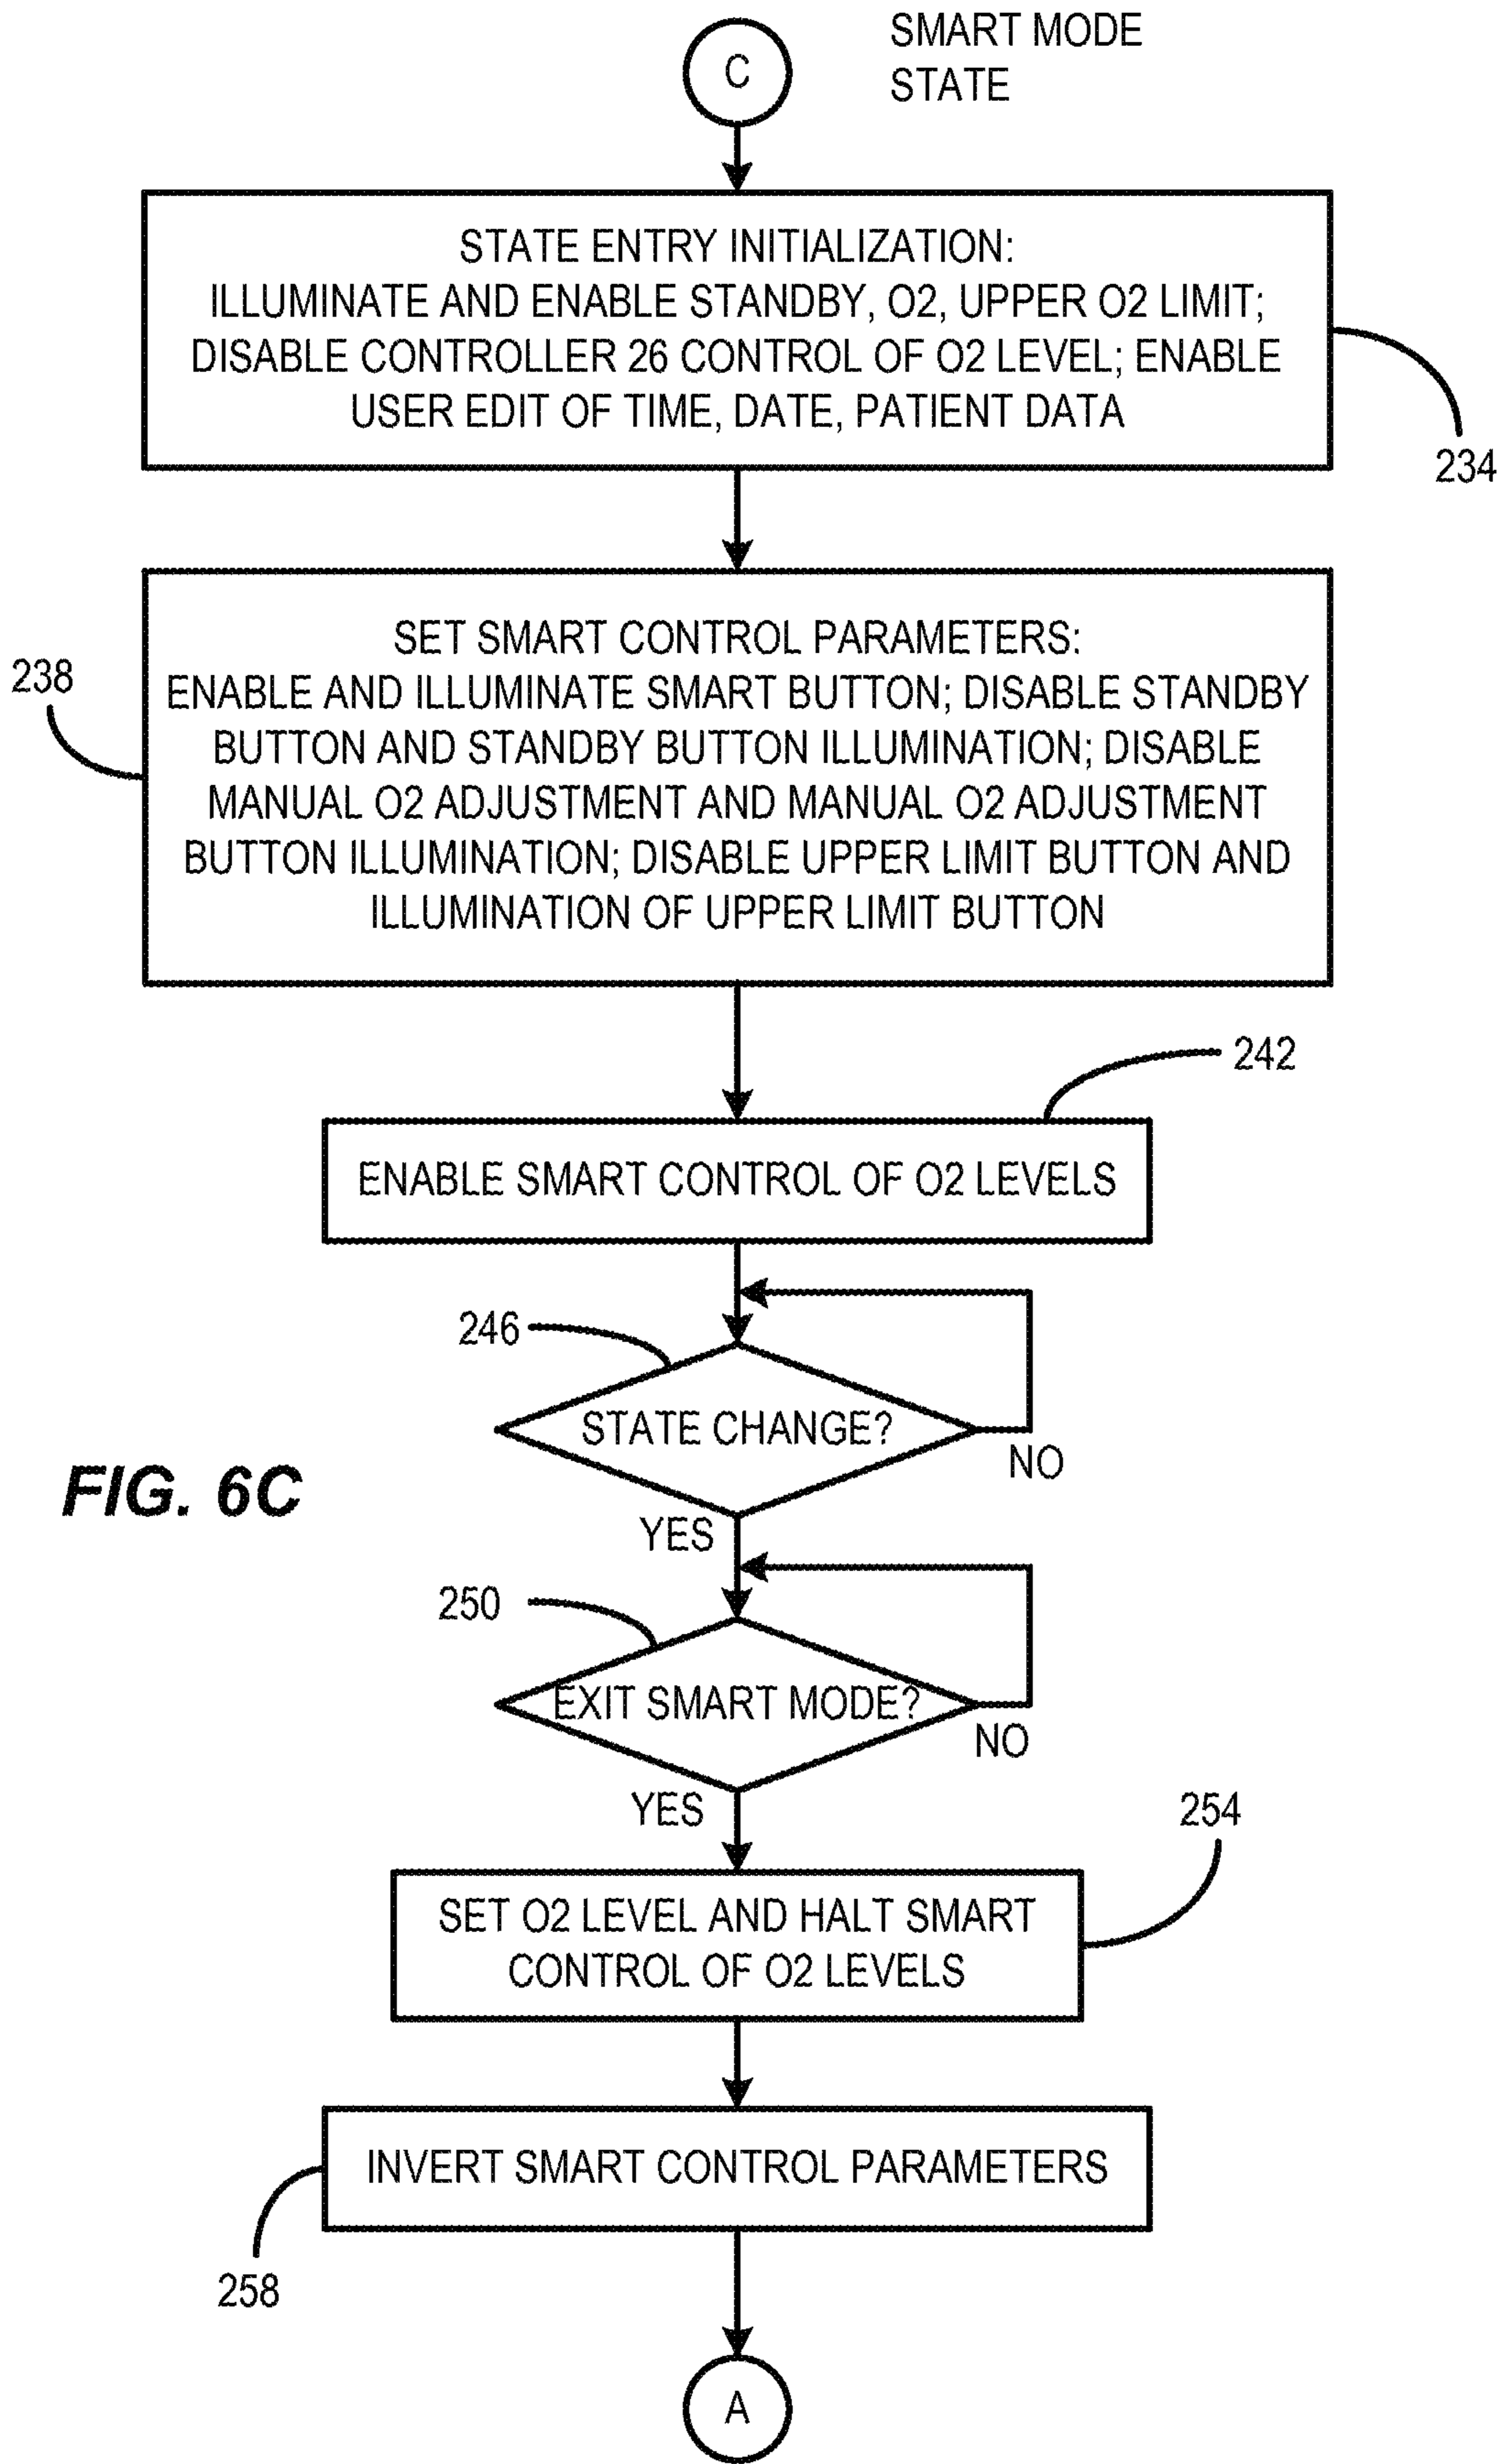 C
SMART MODE
STATE
STATE ENTRY INITIALIZATION:
ILLUMINATE AND ENABLE STANDBY, O2, UPPER O2 LIMIT;
DISABLE CONTROLLER 26 CONTROL OF O2 LEVEL; ENABLE
USER EDIT OF TIME, DATE, PATIENT DATA
234
SET SMART CONTROL PARAMETERS:
ENABLE AND ILLUMINATE SMART BUTTON; DISABLE STANDBY
BUTTON AND STANDBY BUTTON ILLUMINATION; DISABLE
MANUAL O2 ADJUSTMENT AND MANUAL O2 ADJUSTMENT
BUTTON ILLUMINATION; DISABLE UPPER LIMIT BUTTON AND
ILLUMINATION OF UPPER LIMIT BUTTON
238
242
ENABLE SMART CONTROL OF O2 LEVELS
246
STATE CHANGE?
NO
FIG. 6C
YES
250
EXIT SMART MODE?
NO
YES
254
SET O2 LEVEL AND HALT SMART
CONTROL OF O2 LEVELS
INVERT SMART CONTROL PARAMETERS
258
A